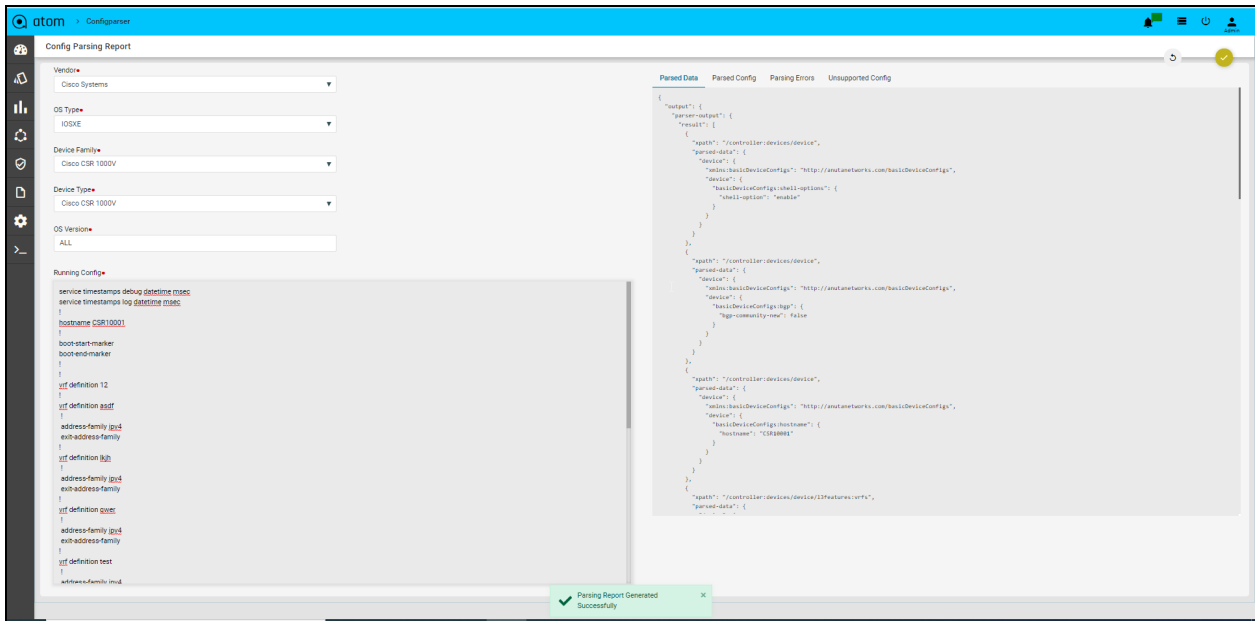 atom > Configparser
Admin
Config Parsing Report
Vendor
Cisco Systems
OS Type
IOSXE
Device Family
Cisco CSR 1000V
Device Type
Cisco CSR 1000V
OS Version
ALL
Running Config
service timestamps debug datetime msec
service timestamps log datetime msec
!
hostname CSR10001
!
boot-start-marker
boot-end-marker
!
!
vrf definition 12
!
vrf definition asdf
!
address-family ipv4
exit-address-family
!
vrf definition lkjh
!
address-family ipv4
exit-address-family
!
vrf definition qwer
!
address-family ipv4
exit-address-family
!
vrf definition test
!
address-family ipv4
Parsed Data Parsed Config Parsing Errors Unsupported Config
{
"output": {
"parser-output": {
"result": [
{
"xpath": "/controller:devices/device",
"parsed-data": {
"device": {
"xmlns:basicDeviceConfigs": "http://anutanetworks.com/basicDeviceConfigs",
"device": {
"basicDeviceConfigs:shell-options": {
"shell-option": "enable"
}
}
}
}
},
{
"xpath": "/controller:devices/device",
"parsed-data": {
"device": {
"xmlns:basicDeviceConfigs": "http://anutanetworks.com/basicDeviceConfigs",
"device": {
"basicDeviceConfigs:bgp": {
"bgp-community-new": false
}
}
}
}
},
{
"xpath": "/controller:devices/device",
"parsed-data": {
"device": {
"xmlns:basicDeviceConfigs": "http://anutanetworks.com/basicDeviceConfigs",
"device": {
"basicDeviceConfigs:hostname": {
"hostname": "CSR10001"
}
}
}
}
},
{
"xpath": "/controller:devices/device/l3features:vrfs",
"parsed-data": {
Parsing Report Generated
Successfully